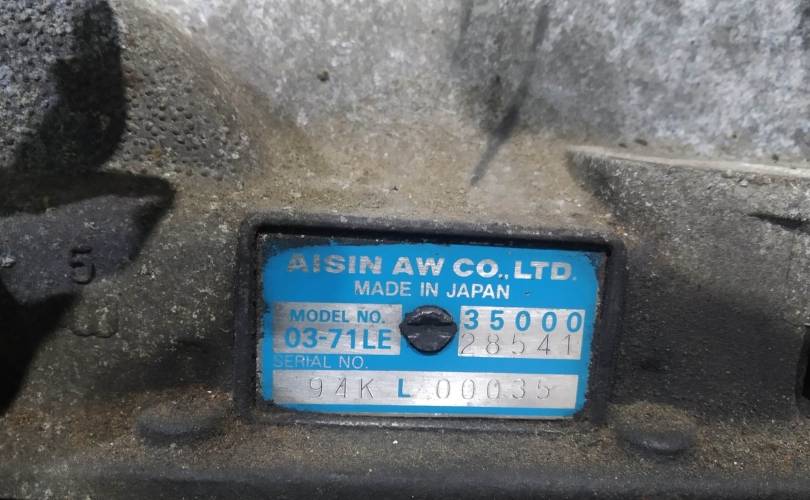 5
AISIN AW CO., LTD.
MADE IN JAPAN
MODEL NO. 35000
03-71LE 28541
SERIAL NO.
94K L 00035